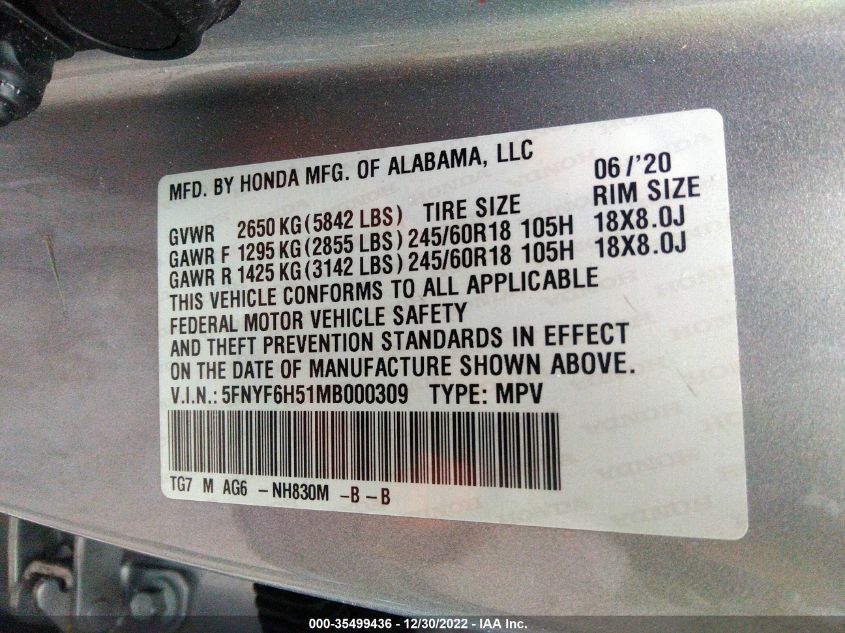 MFD. BY HONDA MFG. OF ALABAMA, LLC 06/'20
GVWR 2650 KG (5842 LBS) TIRE SIZE RIM SIZE
GAWR F 1295 KG (2855 LBS) 245/60R18 105H 18X8.0J
GAWR R 1425 KG (3142 LBS) 245/60R18 105H 18X8.0J
THIS VEHICLE CONFORMS TO ALL APPLICABLE
FEDERAL MOTOR VEHICLE SAFETY
AND THEFT PREVENTION STANDARDS IN EFFECT
ON THE DATE OF MANUFACTURE SHOWN ABOVE.
V.I.N.: 5FNYF6H51MB000309 TYPE: MPV
TG7 M AG6 -NH830M -B-B
000-35499436 - 12/30/2022 - IAA Inc.